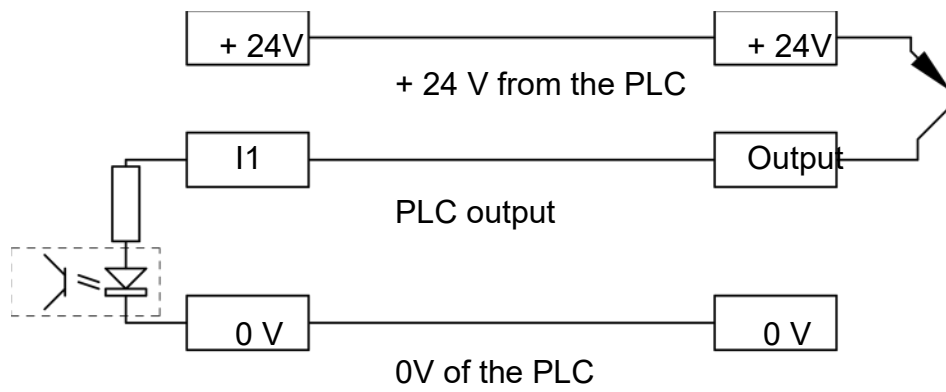 + 24V
+ 24V
+ 24 V from the PLC
I1
Output
PLC output
0 V
0 V
0V of the PLC